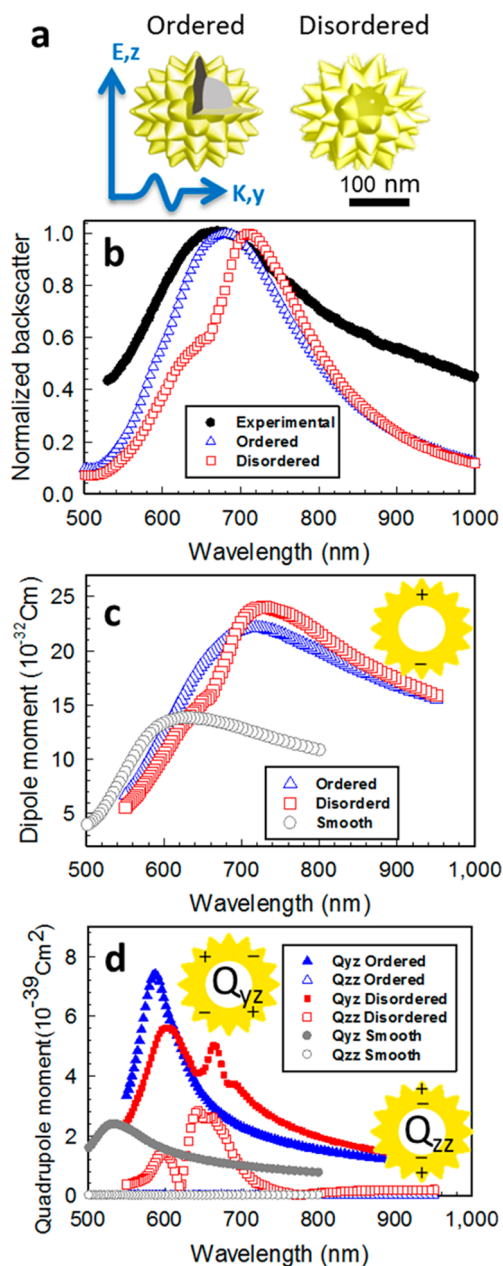 a
Ordered
Disordered
E,z
K,y
100 nm
b
Normalized backscatter
1.0
0.8
0.6
0.4
0.2
0.0
Experimental
Ordered
Disordered
500 600 700 800 900 1000
Wavelength (nm)
c
Dipole moment (10⁻³²Cm)
25
20
15
10
5
+
−
Ordered
Disorderd
Smooth
500 600 700 800 900 1,000
Wavelength (nm)
d
Quadrupole moment(10⁻³⁹Cm²)
8
6
4
2
0
+ −
Qyz
− +
Qyz Ordered
Qzz Ordered
Qyz Disordered
Qzz Disordered
Qyz Smooth
Qzz Smooth
+
−
Qzz
−
+
500 600 700 800 900 1,000
Wavelength (nm)